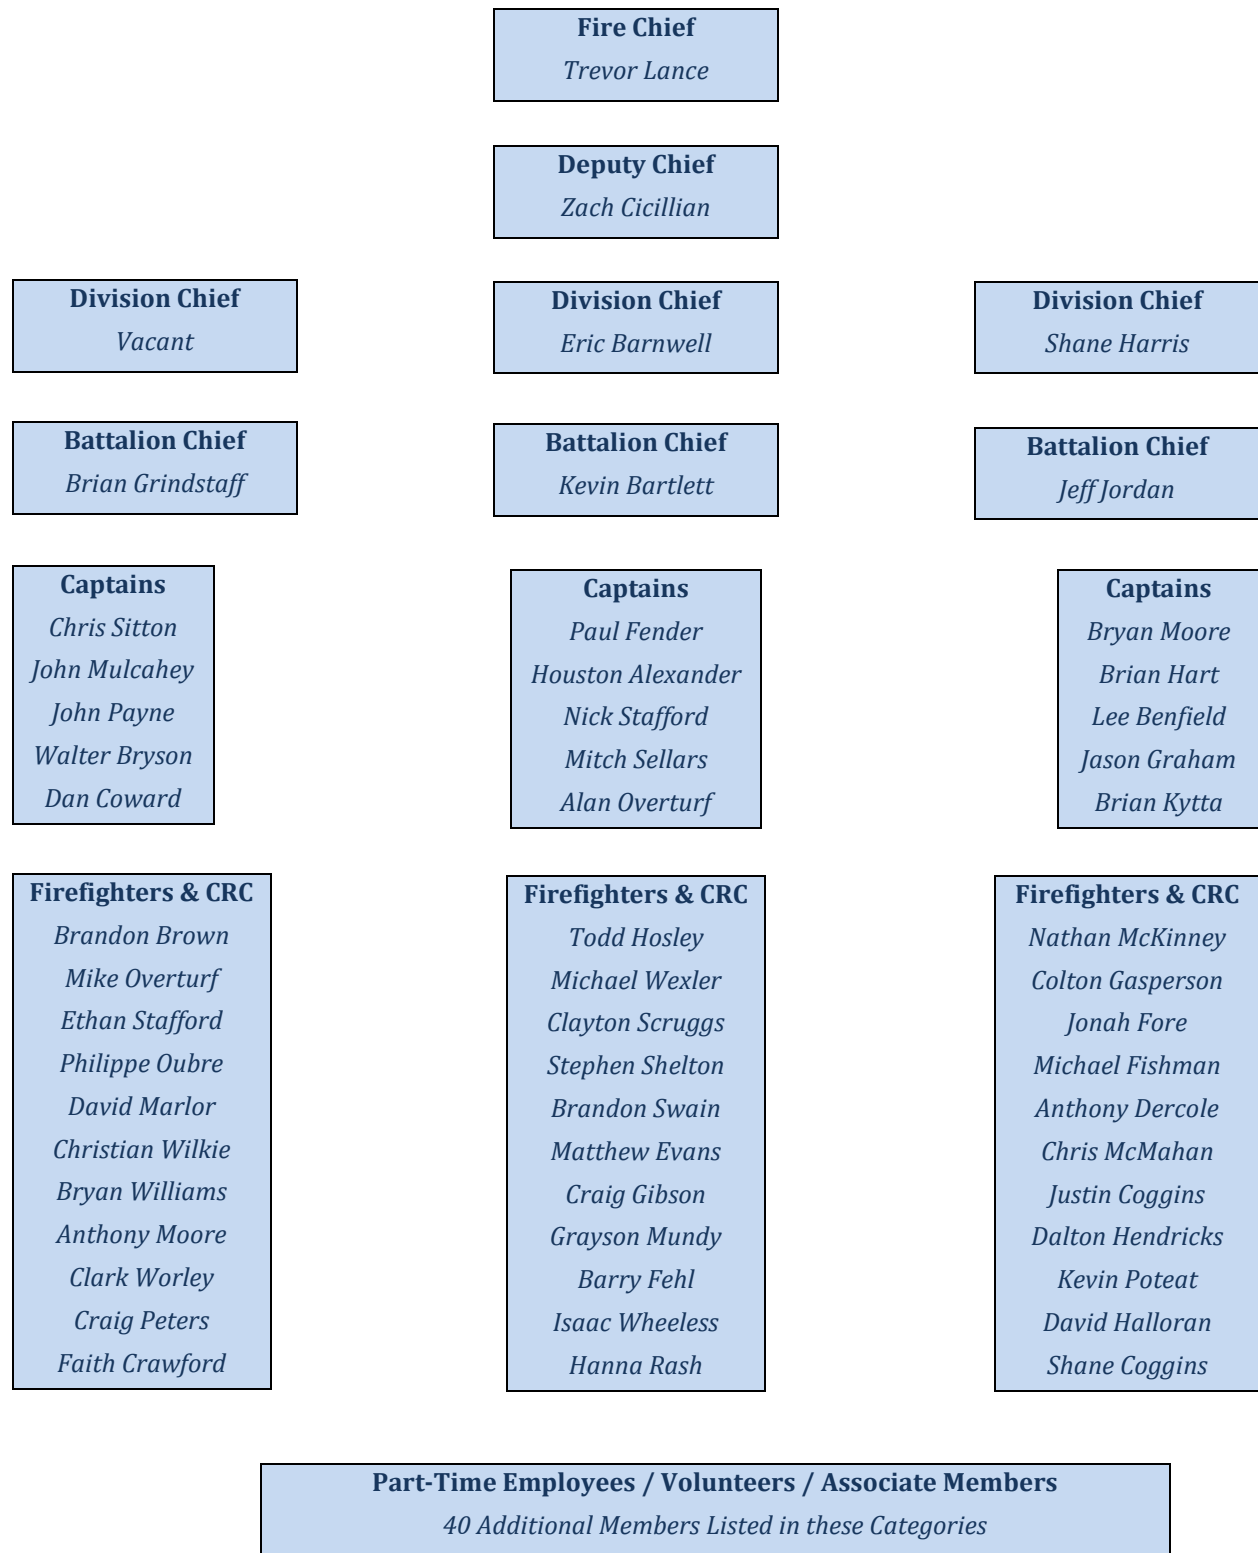 Fire Chief
Trevor Lance
Deputy Chief
Zach Cicillian
Division Chief
Vacant
Division Chief
Eric Barnwell
Division Chief
Shane Harris
Battalion Chief
Brian Grindstaff
Battalion Chief
Kevin Bartlett
Battalion Chief
Jeff Jordan
Captains
Chris Sitton
John Mulcahey
John Payne
Walter Bryson
Dan Coward
Captains
Paul Fender
Houston Alexander
Nick Stafford
Mitch Sellars
Alan Overturf
Captains
Bryan Moore
Brian Hart
Lee Benfield
Jason Graham
Brian Kytta
Firefighters & CRC
Brandon Brown
Mike Overturf
Ethan Stafford
Philippe Oubre
David Marlor
Christian Wilkie
Bryan Williams
Anthony Moore
Clark Worley
Craig Peters
Faith Crawford
Firefighters & CRC
Todd Hosley
Michael Wexler
Clayton Scruggs
Stephen Shelton
Brandon Swain
Matthew Evans
Craig Gibson
Grayson Mundy
Barry Fehl
Isaac Wheeless
Hanna Rash
Firefighters & CRC
Nathan McKinney
Colton Gasperson
Jonah Fore
Michael Fishman
Anthony Dercole
Chris McMahan
Justin Coggins
Dalton Hendricks
Kevin Poteat
David Halloran
Shane Coggins
Part-Time Employees / Volunteers / Associate Members
40 Additional Members Listed in these Categories